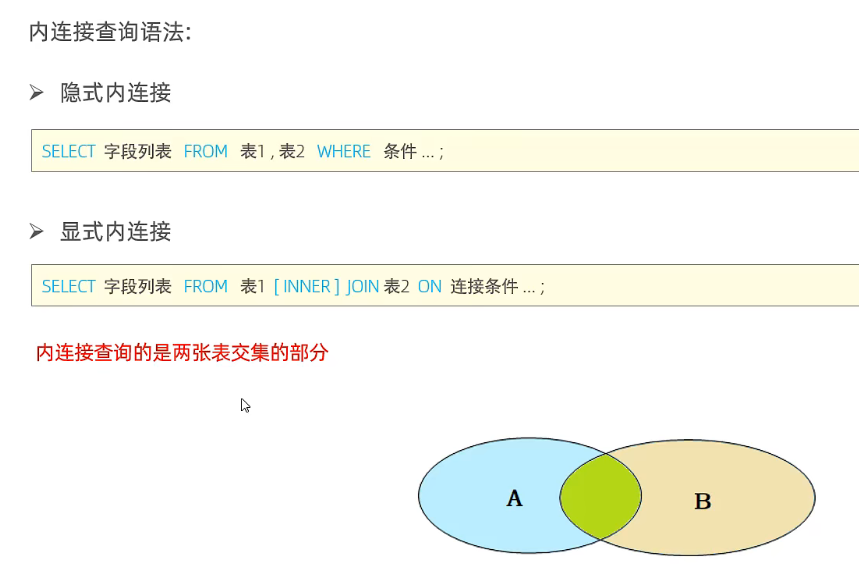 内连接查询语法:
隐式内连接
SELECT 字段列表 FROM 表1 , 表2 WHERE 条件 ... ;
显式内连接
SELECT 字段列表 FROM 表1 [ INNER ] JOIN 表2 ON 连接条件 ... ;
内连接查询的是两张表交集的部分
A B